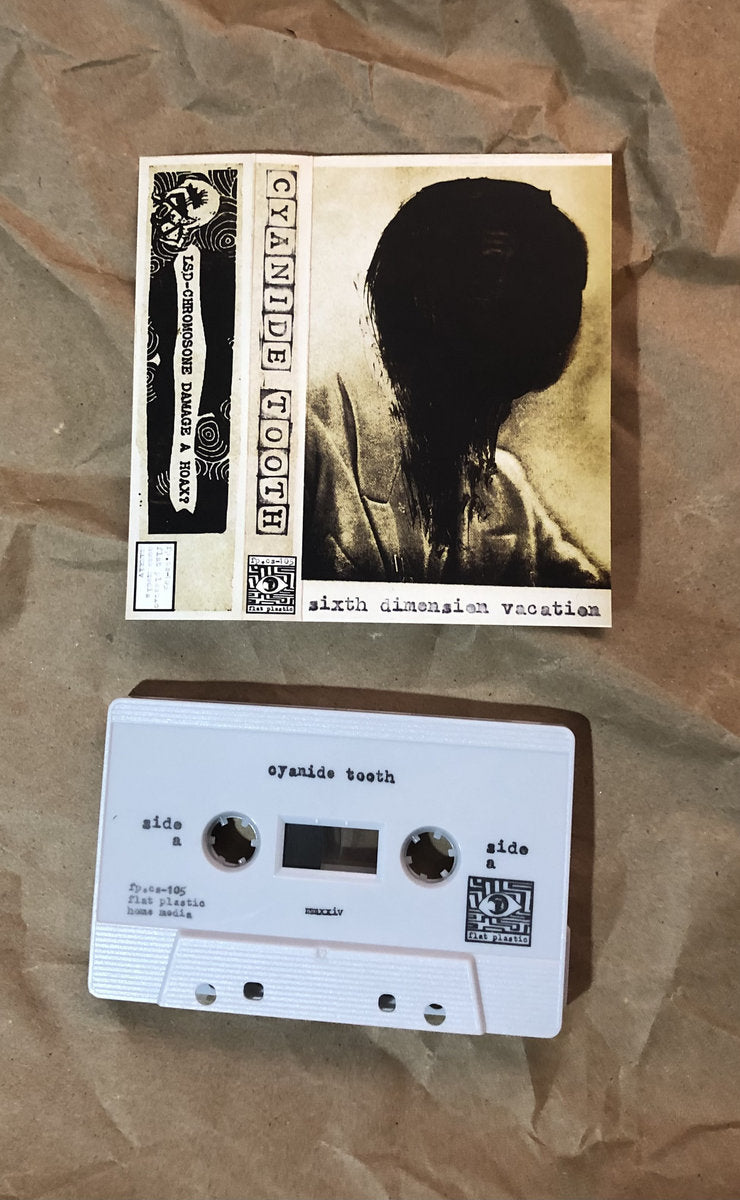 LSD-CHROMOSONE DAMAGE A HOAX?
CYANIDE TOOTH
fp.cs-105
flat plastic
sixth dimension vacation
cyanide tooth
side
a
side
a
fp.cs-105
flat plastic
home media
mmxxiv
flat plastic